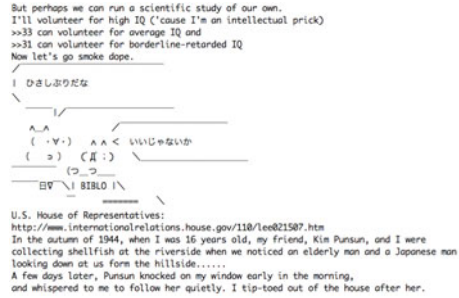 But perhaps we can run a scientific study of our own.
I'll volunteer for high IQ ('cause I'm an intellectual prick)
>>33 can volunteer for average IQ and
>>31 can volunteer for borderline-retarded IQ
Now let's go smoke dope.
| ひさしぶりだな
\
|/
∧_∧ /
( ・∀・) ∧ ∧ < いいじゃないか
( ⊃ ) (Д゚;) \
(つ_つ__
日∇ \| BIBLO |\
======= \
U.S. House of Representatives:
http://www.internationalrelations.house.gov/110/lee021507.htm
In the autumn of 1944, when I was 16 years old, my friend, Kim Punsun, and I were
collecting shellfish at the riverside when we noticed an elderly man and a Japanese man
looking down at us form the hillside......
A few days later, Punsun knocked on my window early in the morning,
and whispered to me to follow her quietly. I tip-toed out of the house after her.